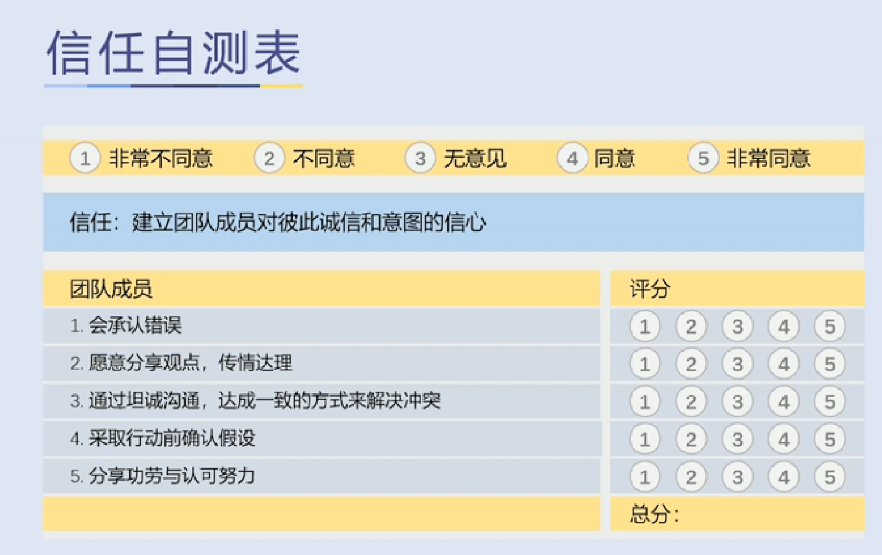 信任自测表
① 非常不同意 ② 不同意 ③ 无意见 ④ 同意 ⑤ 非常同意
信任：建立团队成员对彼此诚信和意图的信心
团队成员 评分
1. 会承认错误 ① ② ③ ④ ⑤
2. 愿意分享观点，传情达理 ① ② ③ ④ ⑤
3. 通过坦诚沟通，达成一致的方式来解决冲突 ① ② ③ ④ ⑤
4. 采取行动前确认假设 ① ② ③ ④ ⑤
5. 分享功劳与认可努力 ① ② ③ ④ ⑤
总分：